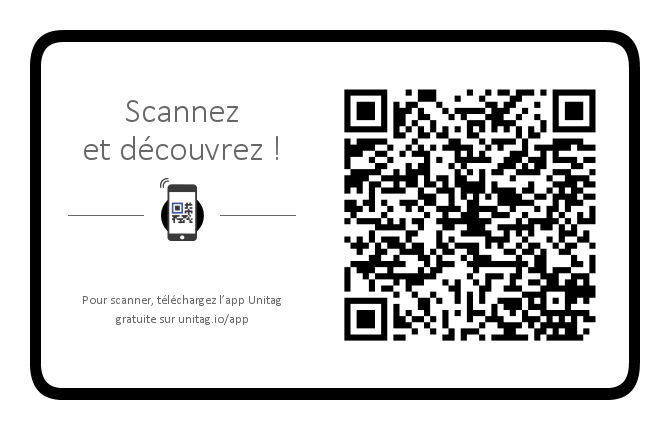 Scannez
et découvrez !
Pour scanner, téléchargez l'app Unitag
gratuite sur unitag.io/app